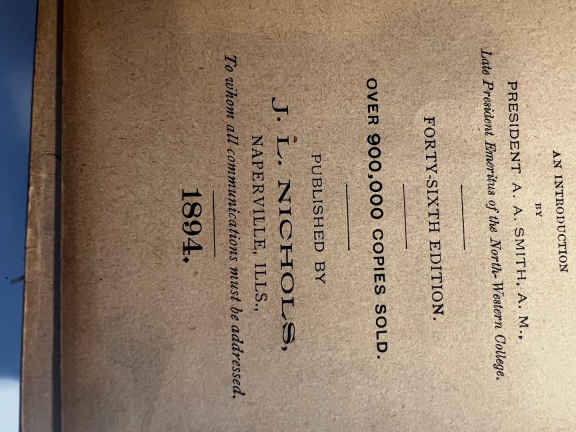 AN INTRODUCTION
BY
PRESIDENT A. A. SMITH, A. M.,
Late President Emeritus of the North-Western College.
FORTY-SIXTH EDITION.
OVER 900,000 COPIES SOLD.
PUBLISHED BY
J. L. NICHOLS,
NAPERVILLE, ILLS.,
To whom all communications must be addressed.
1894.